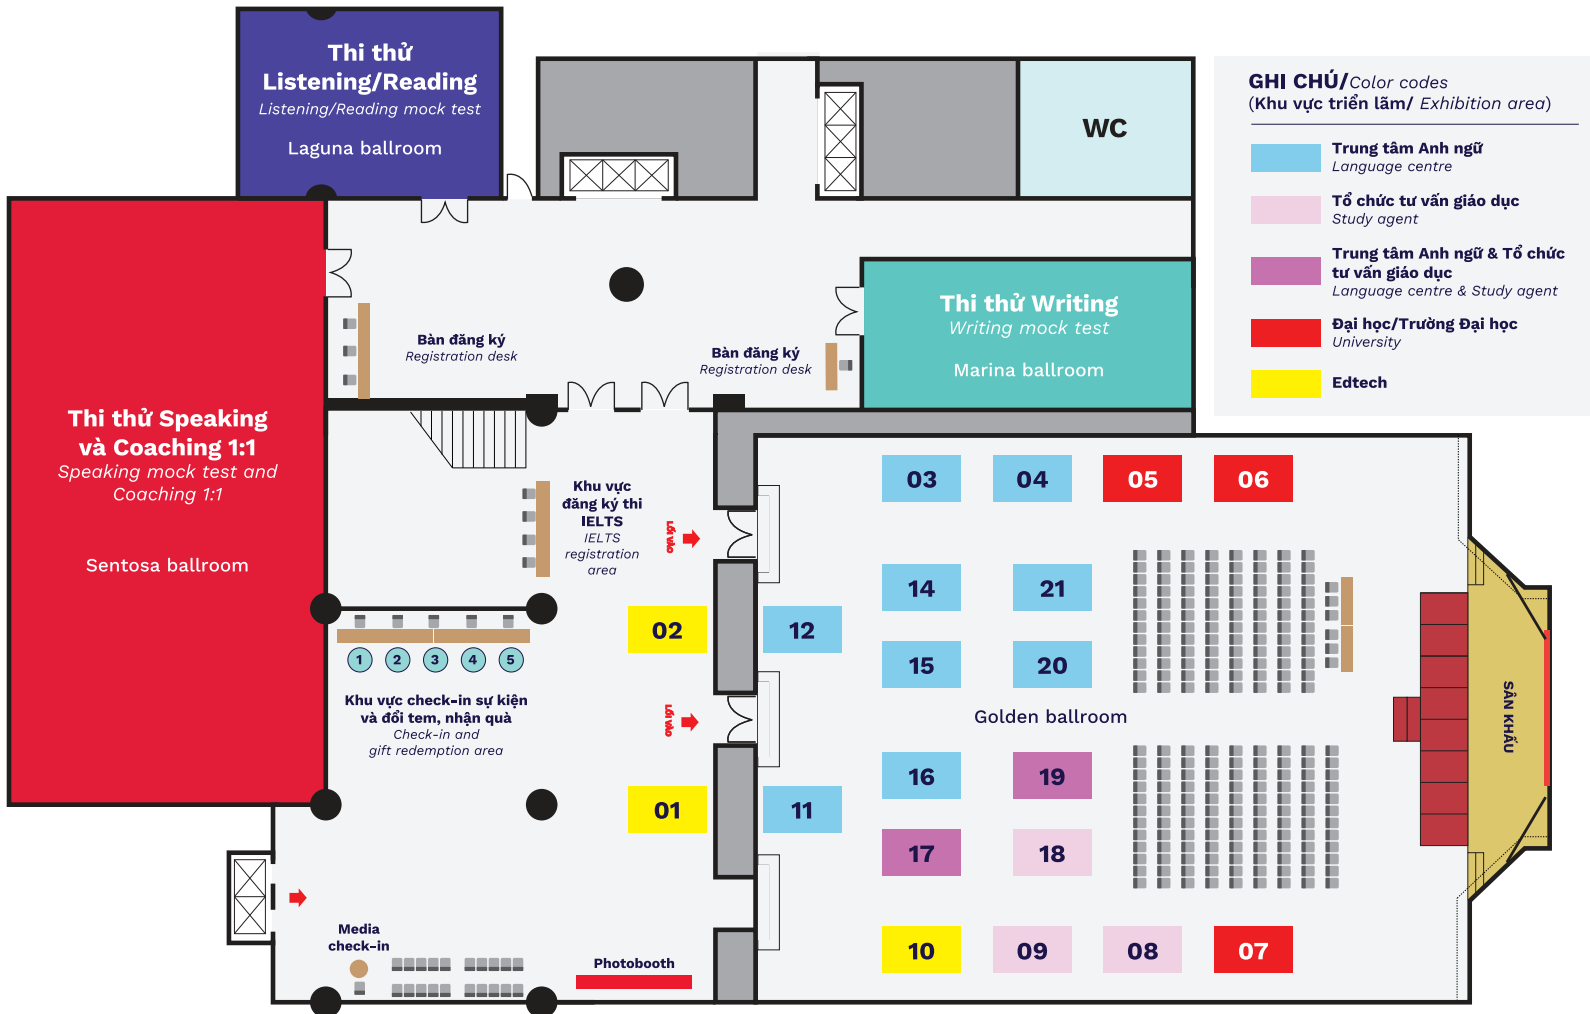 Thi thử
Listening/Reading
Listening/Reading mock test
Laguna ballroom
WC
GHI CHÚ/Color codes
(Khu vực triển lãm/ Exhibition area)
Trung tâm Anh ngữ
Language centre
Tổ chức tư vấn giáo dục
Study agent
Trung tâm Anh ngữ & Tổ chức
tư vấn giáo dục
Language centre & Study agent
Đại học/Trường Đại học
University
Edtech
Thi thử Writing
Writing mock test
Marina ballroom
Bàn đăng ký
Registration desk
Bàn đăng ký
Registration desk
Thi thử Speaking
và Coaching 1:1
Speaking mock test and
Coaching 1:1
Sentosa ballroom
Khu vực
đăng ký thi
IELTS
IELTS
registration
area
Lối vào
03
04
05
06
14
21
02
12
15
20
1
2
3
4
5
Khu vực check-in sự kiện
và đổi tem, nhận quà
Check-in and
gift redemption area
Lối vào
Golden ballroom
SÂN KHẤU
16
19
01
11
17
18
Media
check-in
Photobooth
10
09
08
07